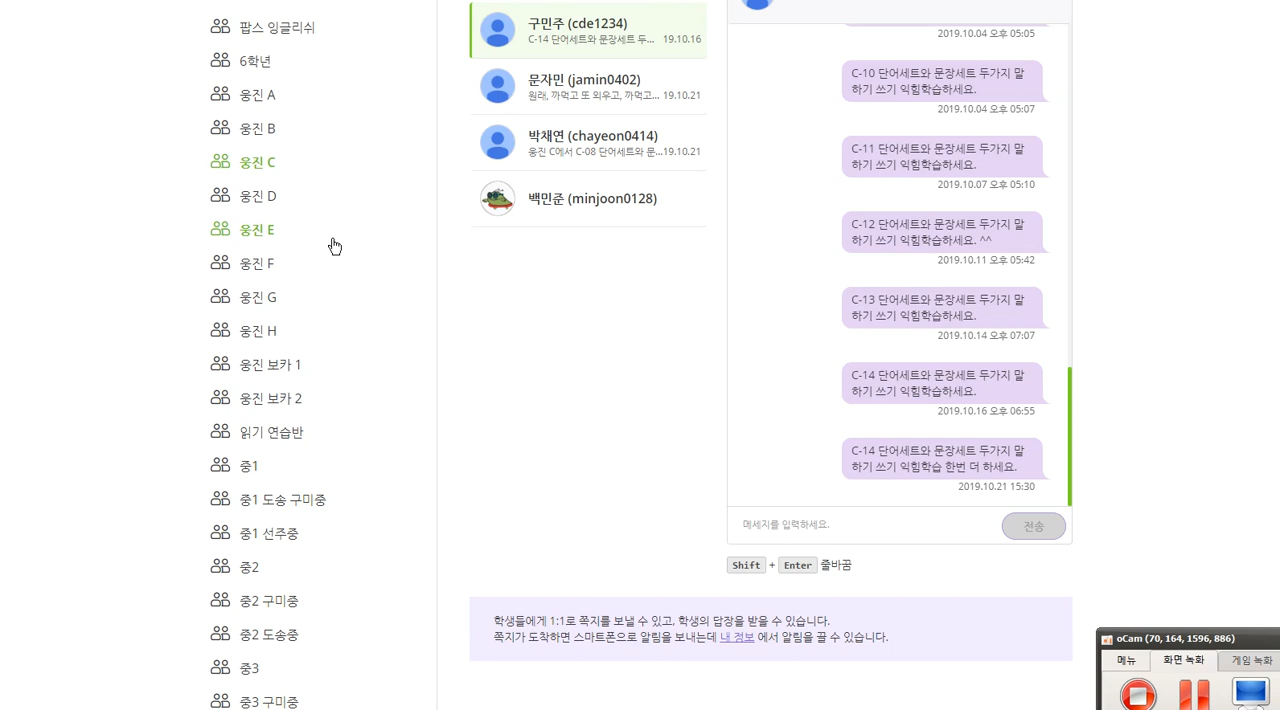 팝스 잉글리쉬
6학년
웅진 A
웅진 B
웅진 C
웅진 D
웅진 E
웅진 F
웅진 G
웅진 H
웅진 보카 1
웅진 보카 2
읽기 연습반
중1
중1 도송 구미중
중1 선주중
중2
중2 구미중
중2 도송중
중3
중3 구미중
구민주 (cde1234)
C-14 단어세트와 문장세트 두... 19.10.16
문자민 (jamin0402)
원래, 까먹고 또 외우고, 까먹고... 19.10.21
박채연 (chayeon0414)
웅진 C에서 C-08 단어세트와 문...19.10.21
백민준 (minjoon0128)
2019.10.04 오후 05:05
C-10 단어세트와 문장세트 두가지 말
하기 쓰기 익힘학습하세요.
2019.10.04 오후 05:07
C-11 단어세트와 문장세트 두가지 말
하기 쓰기 익힘학습하세요.
2019.10.07 오후 05:10
C-12 단어세트와 문장세트 두가지 말
하기 쓰기 익힘학습하세요. ^^
2019.10.11 오후 05:42
C-13 단어세트와 문장세트 두가지 말
하기 쓰기 익힘학습하세요.
2019.10.14 오후 07:07
C-14 단어세트와 문장세트 두가지 말
하기 쓰기 익힘학습하세요.
2019.10.16 오후 06:55
C-14 단어세트와 문장세트 두가지 말
하기 쓰기 익힘학습 한번 더 하세요.
2019.10.21 15:30
메세지를 입력하세요.
전송
Shift + Enter 줄바꿈
학생들에게 1:1로 쪽지를 보낼 수 있고, 학생의 답장을 받을 수 있습니다.
쪽지가 도착하면 스마트폰으로 알림을 보내는데 내 정보 에서 알림을 끌 수 있습니다.
oCam (70, 164, 1596, 886)
메뉴
화면 녹화
게임 녹화